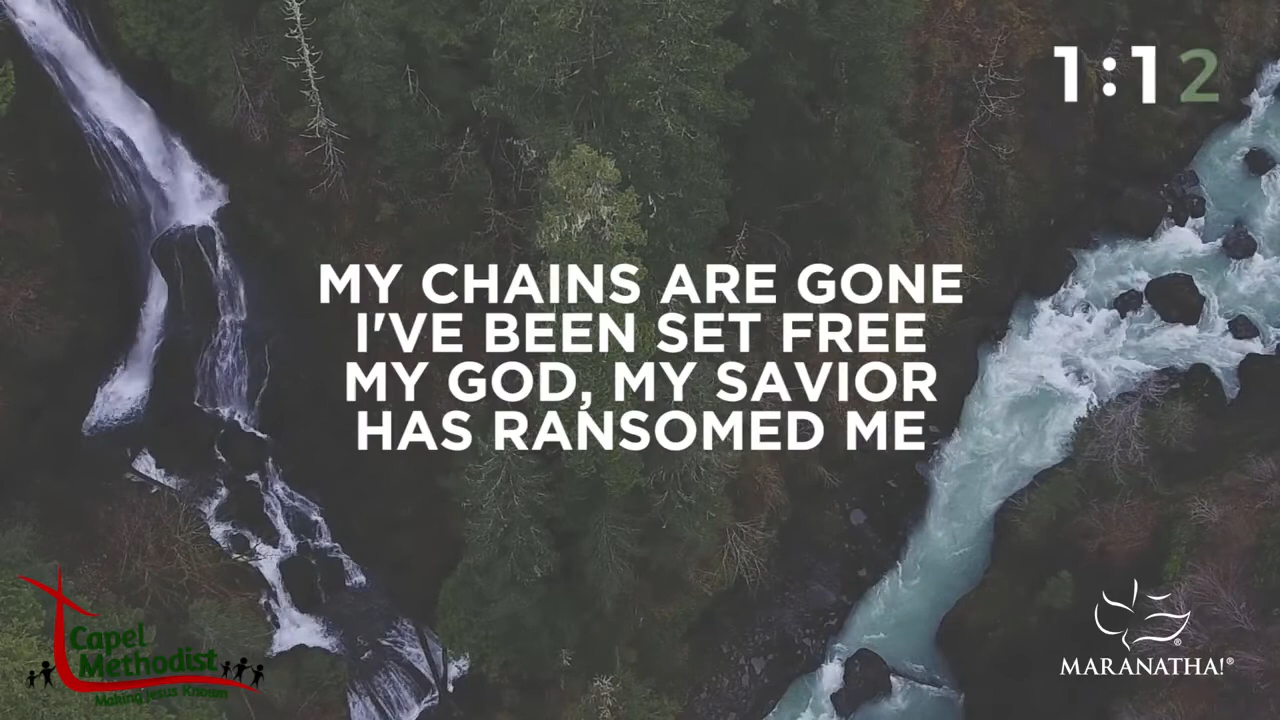 1:12
MY CHAINS ARE GONE
I'VE BEEN SET FREE
MY GOD, MY SAVIOR
HAS RANSOMED ME
Capel
Methodist
Making Jesus Known
MARANATHA!®